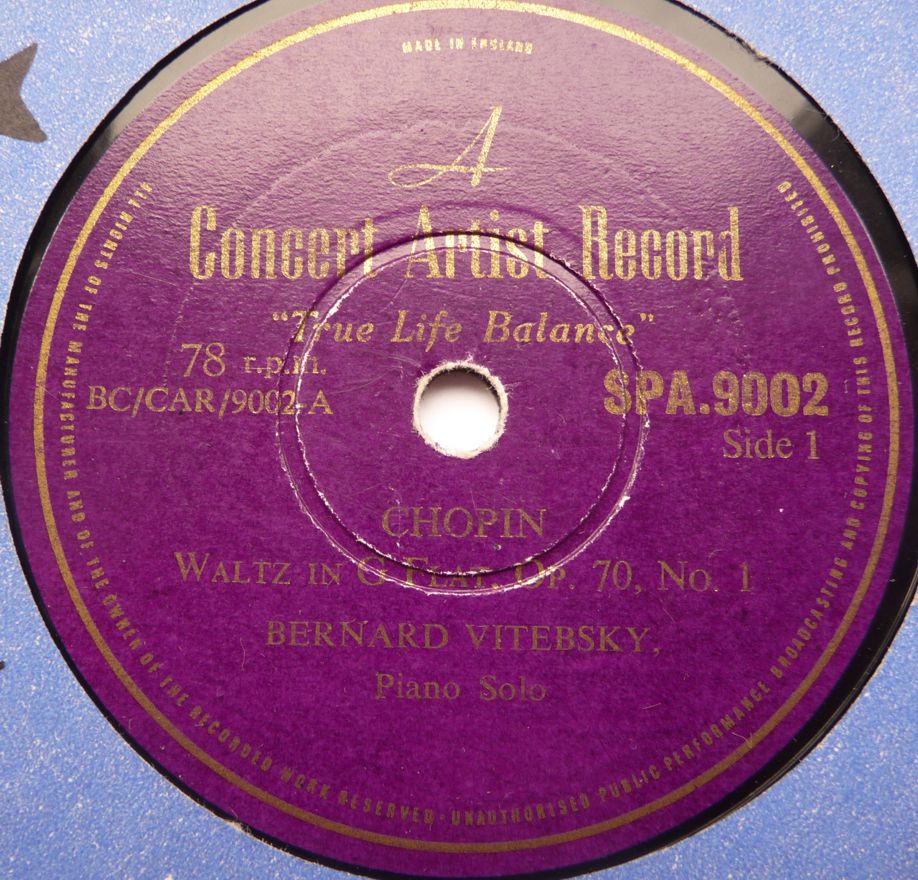 MADE IN ENGLAND
A
Concert Artist Record
"True Life Balance"
78 r.p.m.
BC/CAR/9002-A
SPA.9002
Side 1
CHOPIN
WALTZ IN G FLAT, OP. 70, NO. 1
BERNARD VITEBSKY,
Piano Solo
ALL RIGHTS OF THE MANUFACTURER AND OF THE OWNER OF THE RECORDED WORK RESERVED · UNAUTHORISED PUBLIC PERFORMANCE BROADCASTING AND COPYING OF THIS RECORD PROHIBITED